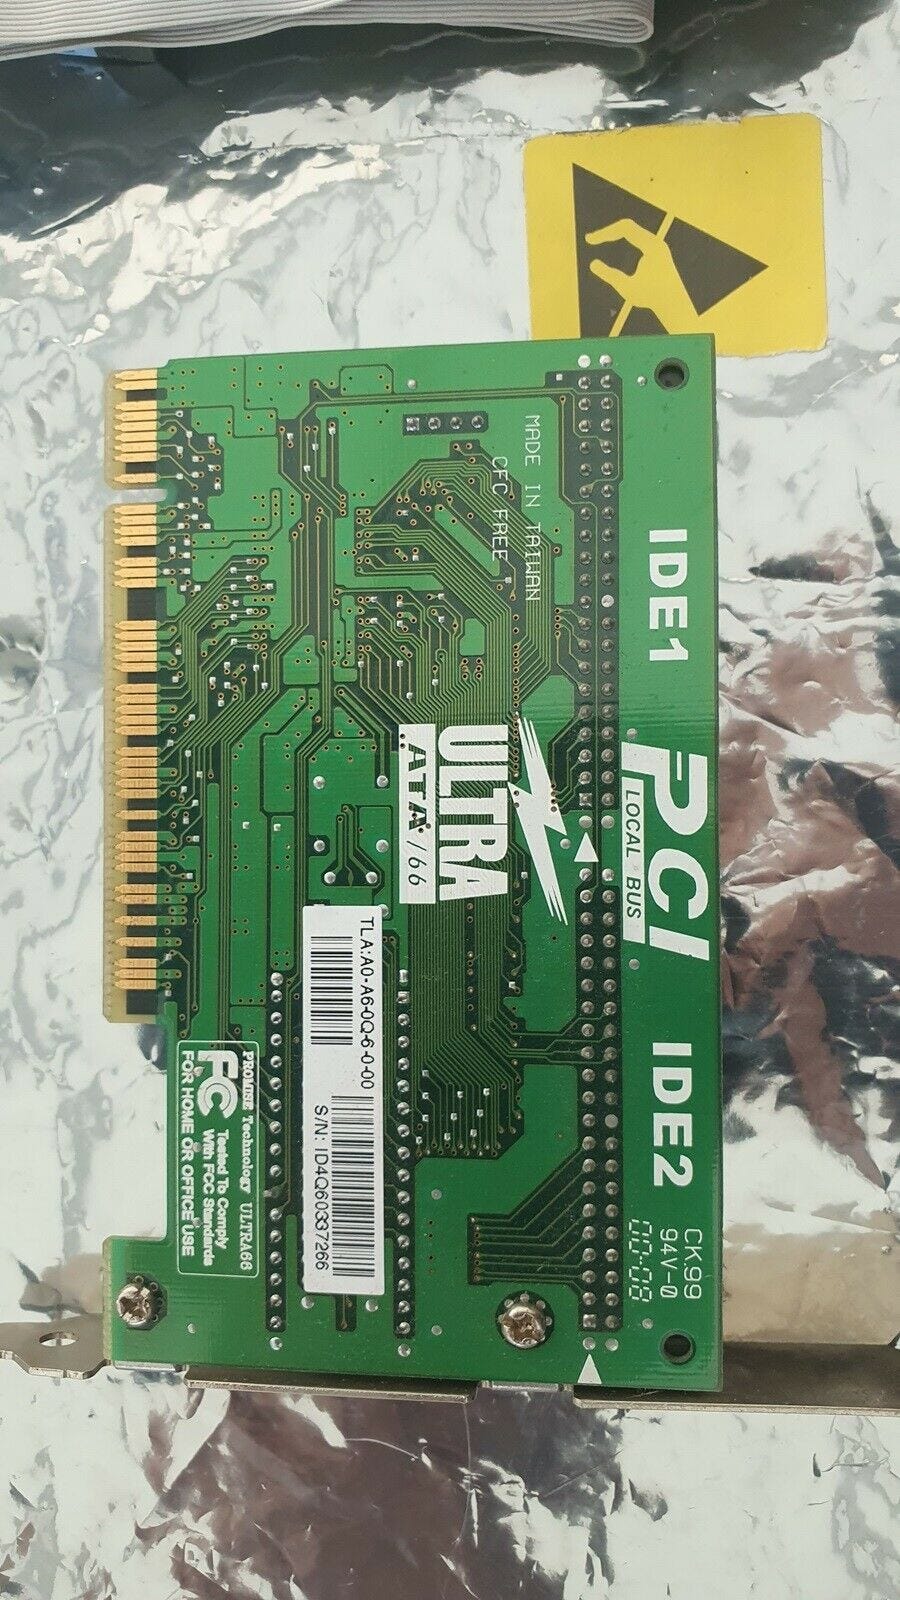 MADE IN TAIWAN
CFC FREE
IDE1
PCI
LOCAL BUS
ULTRA
ATA/66
IDE2
TLA:A0-A6-0Q-6-0-00
S/N: ID4Q60337266
PROMISE Technology ULTRA66
FC
Tested To Comply
With FCC Standards
FOR HOME OR OFFICE USE
CK99
94V-0
00:08